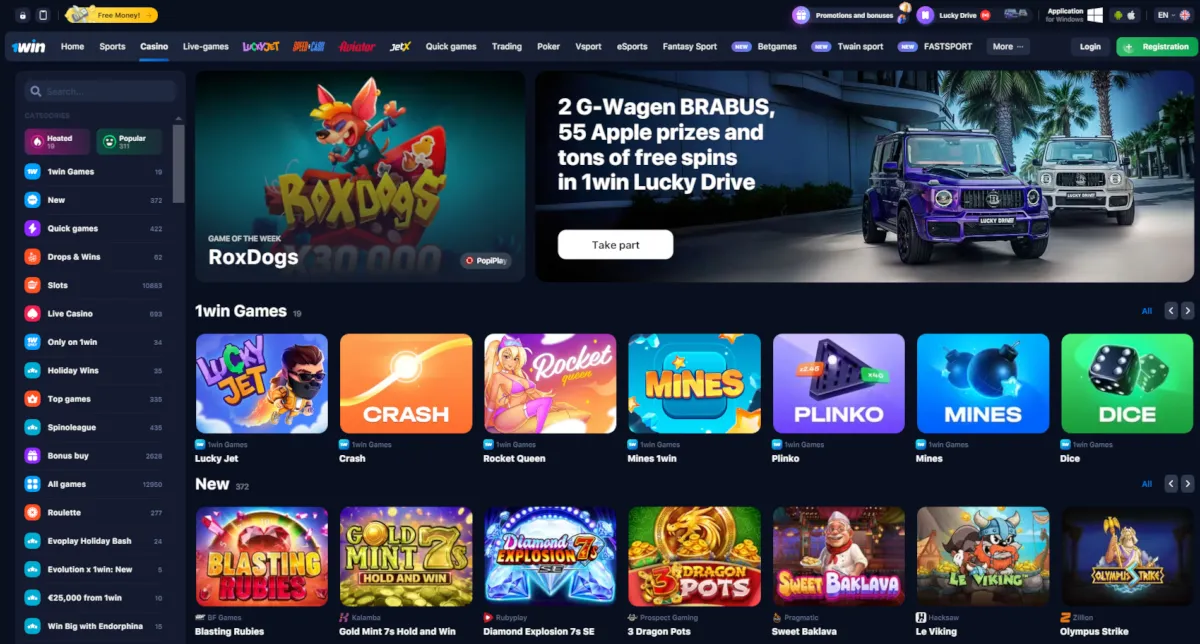 Free Money!
Promotions and bonuses
Lucky Drive
Application
for Windows
EN
1win
Home
Sports
Casino
Live-games
LUCKYJET
SPEED-N-CASH
Aviator
JetX
Quick games
Trading
Poker
Vsport
eSports
Fantasy Sport
NEW
Betgames
NEW
Twain sport
NEW
FASTSPORT
More ...
Login
Registration
Search...
CATEGORIES
Heated
19
Popular
311
1win Games 19
New 372
Quick games 422
Drops & Wins 62
Slots 10883
Live Casino 693
Only on 1win 34
Holiday Wins 35
Top games 335
Spinoleague 435
Bonus buy 2628
All games 12950
Roulette 277
Evoplay Holiday Bash 24
Evolution x 1win: New 5
€25,000 from 1win 10
Win Big with Endorphina 15
ROXDOGS
X30 000
GAME OF THE WEEK
RoxDogs
PopiPlay
2 G-Wagen BRABUS,
55 Apple prizes and
tons of free spins
in 1win Lucky Drive
Take part
LUCKY DRIVE
LUCKY DRIVE
1win Games 19
All
LUCKY JET
CRASH
Rocket queen
MINES
x2.45
x40
PLINKO
MINES
DICE
1win Games
Lucky Jet
1win Games
Crash
1win Games
Rocket Queen
1win Games
Mines 1win
1win Games
Plinko
1win Games
Mines
1win Games
Dice
New 372
All
BLASTING RUBIES
GOLD MINT 7s
HOLD AND WIN
Diamond EXPLOSION 7s SE
3 DRAGON POTS
SWEET BAKLAVA
LE VIKING
OLYMPUS STRIKE
BF Games
Blasting Rubies
Kalamba
Gold Mint 7s Hold and Win
Rubyplay
Diamond Explosion 7s SE
Prospect Gaming
3 Dragon Pots
Pragmatic
Sweet Baklava
Hacksaw
Le Viking
Zillion
Olympus Strike